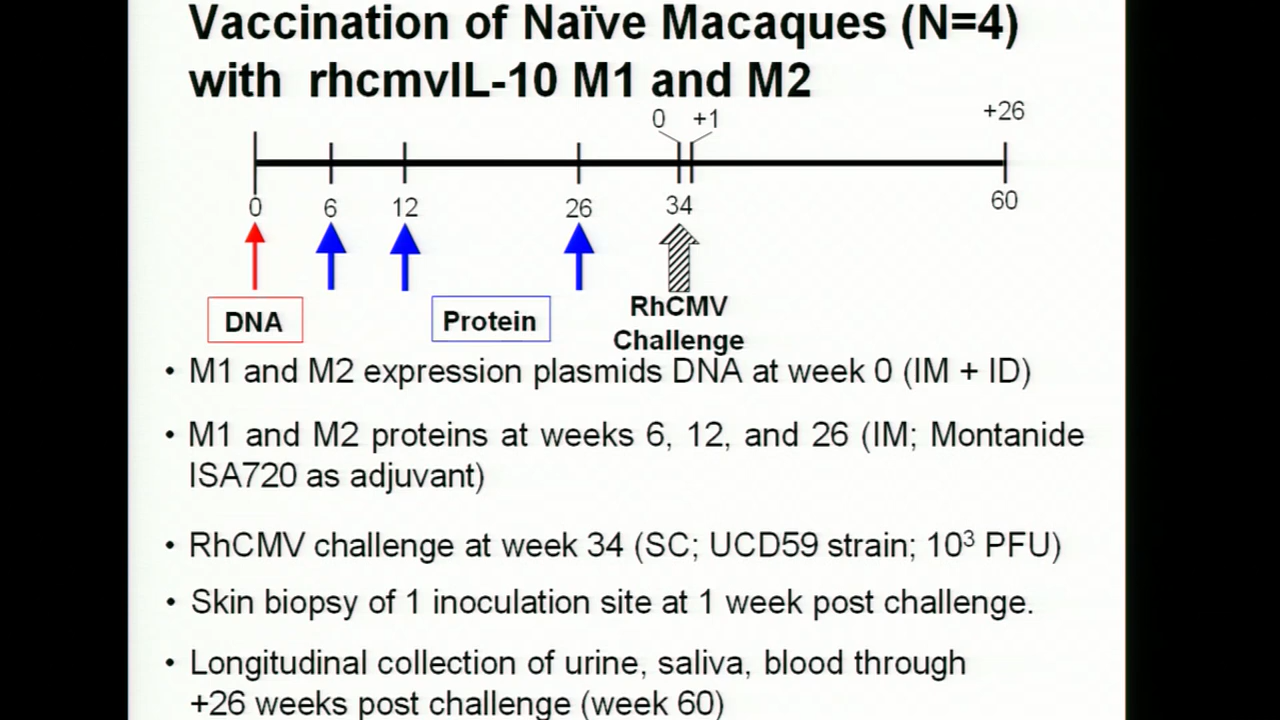 Vaccination of Naïve Macaques (N=4)
with rhcmvIL-10 M1 and M2
0 +1 +26
0 6 12 26 34 60
DNA Protein RhCMV
Challenge
• M1 and M2 expression plasmids DNA at week 0 (IM + ID)
• M1 and M2 proteins at weeks 6, 12, and 26 (IM; Montanide
ISA720 as adjuvant)
• RhCMV challenge at week 34 (SC; UCD59 strain; 10³ PFU)
• Skin biopsy of 1 inoculation site at 1 week post challenge.
• Longitudinal collection of urine, saliva, blood through
+26 weeks post challenge (week 60)